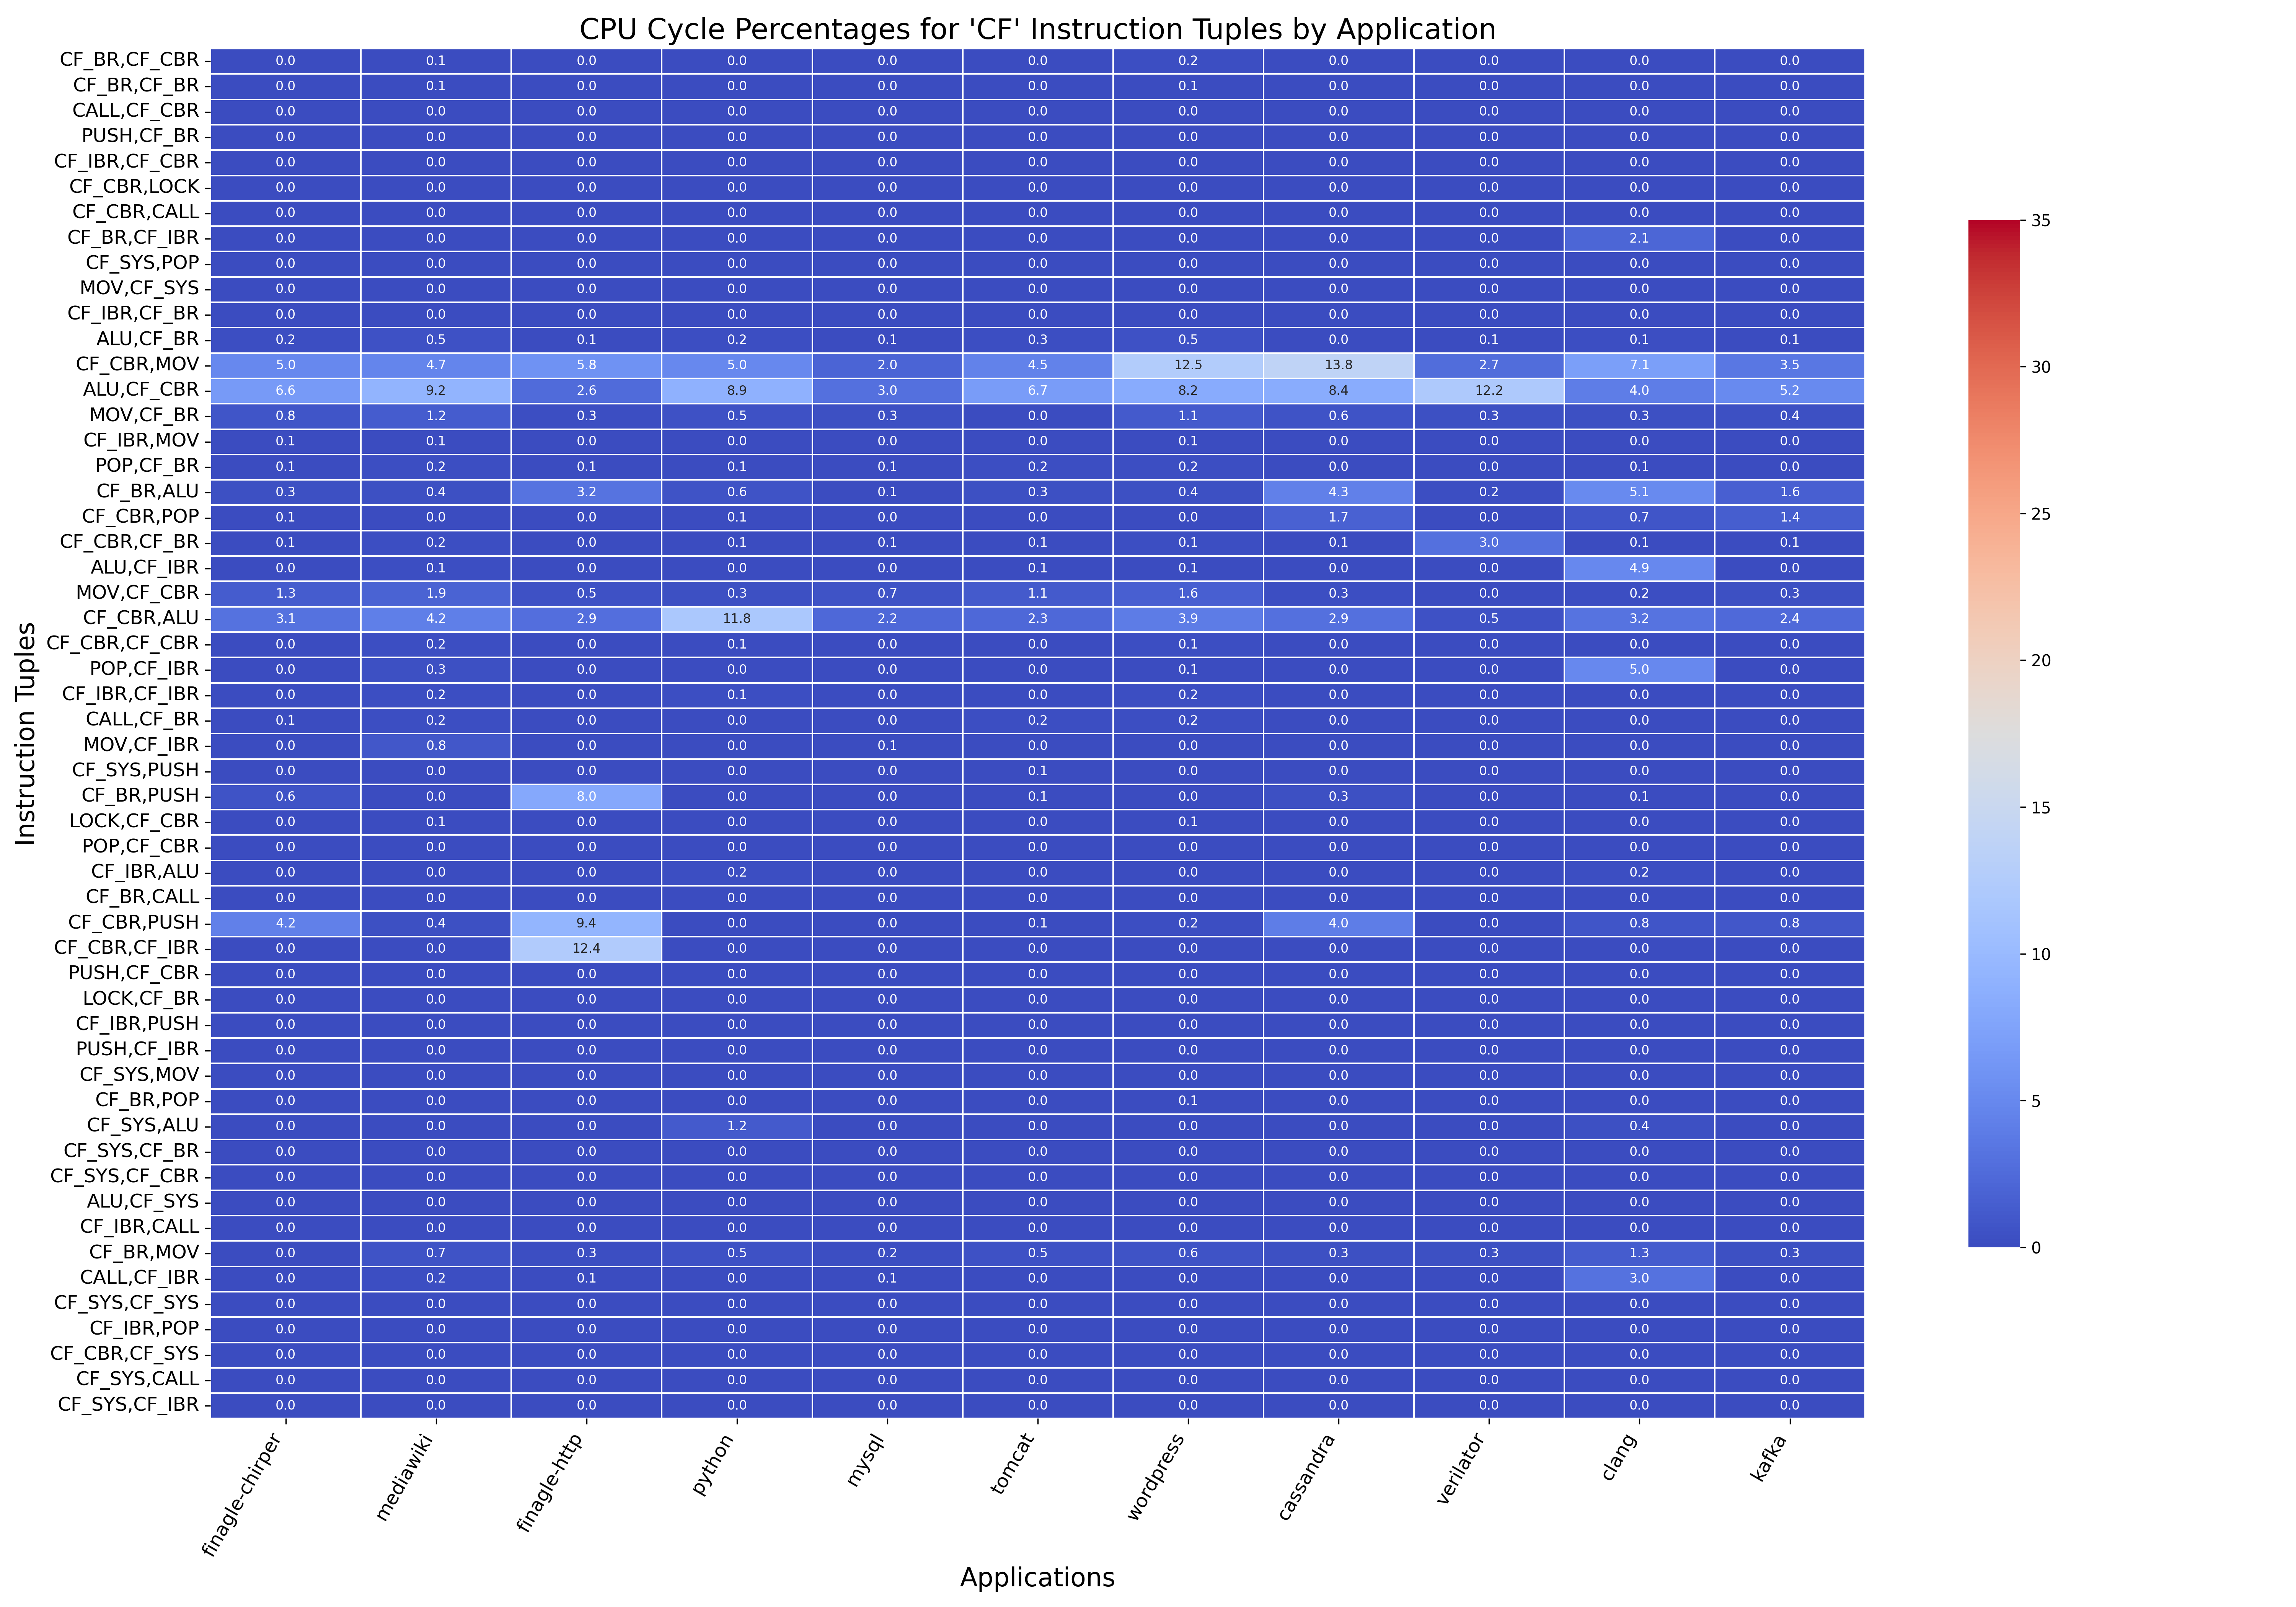 CPU Cycle Percentages for 'CF' Instruction Tuples by Application
CF_BR,CF_CBR 0.0 0.1 0.0 0.0 0.0 0.0 0.2 0.0 0.0 0.0 0.0
CF_BR,CF_BR 0.0 0.1 0.0 0.0 0.0 0.0 0.1 0.0 0.0 0.0 0.0
CALL,CF_CBR 0.0 0.0 0.0 0.0 0.0 0.0 0.0 0.0 0.0 0.0 0.0
PUSH,CF_BR 0.0 0.0 0.0 0.0 0.0 0.0 0.0 0.0 0.0 0.0 0.0
CF_IBR,CF_CBR 0.0 0.0 0.0 0.0 0.0 0.0 0.0 0.0 0.0 0.0 0.0
CF_CBR,LOCK 0.0 0.0 0.0 0.0 0.0 0.0 0.0 0.0 0.0 0.0 0.0
CF_CBR,CALL 0.0 0.0 0.0 0.0 0.0 0.0 0.0 0.0 0.0 0.0 0.0
CF_BR,CF_IBR 0.0 0.0 0.0 0.0 0.0 0.0 0.0 0.0 0.0 2.1 0.0
CF_SYS,POP 0.0 0.0 0.0 0.0 0.0 0.0 0.0 0.0 0.0 0.0 0.0
MOV,CF_SYS 0.0 0.0 0.0 0.0 0.0 0.0 0.0 0.0 0.0 0.0 0.0
CF_IBR,CF_BR 0.0 0.0 0.0 0.0 0.0 0.0 0.0 0.0 0.0 0.0 0.0
ALU,CF_BR 0.2 0.5 0.1 0.2 0.1 0.3 0.5 0.0 0.1 0.1 0.1
CF_CBR,MOV 5.0 4.7 5.8 5.0 2.0 4.5 12.5 13.8 2.7 7.1 3.5
ALU,CF_CBR 6.6 9.2 2.6 8.9 3.0 6.7 8.2 8.4 12.2 4.0 5.2
MOV,CF_BR 0.8 1.2 0.3 0.5 0.3 0.0 1.1 0.6 0.3 0.3 0.4
CF_IBR,MOV 0.1 0.1 0.0 0.0 0.0 0.0 0.1 0.0 0.0 0.0 0.0
POP,CF_BR 0.1 0.2 0.1 0.1 0.1 0.2 0.2 0.0 0.0 0.1 0.0
CF_BR,ALU 0.3 0.4 3.2 0.6 0.1 0.3 0.4 4.3 0.2 5.1 1.6
CF_CBR,POP 0.1 0.0 0.0 0.1 0.0 0.0 0.0 1.7 0.0 0.7 1.4
CF_CBR,CF_BR 0.1 0.2 0.0 0.1 0.1 0.1 0.1 0.1 3.0 0.1 0.1
ALU,CF_IBR 0.0 0.1 0.0 0.0 0.0 0.1 0.1 0.0 0.0 4.9 0.0
MOV,CF_CBR 1.3 1.9 0.5 0.3 0.7 1.1 1.6 0.3 0.0 0.2 0.3
CF_CBR,ALU 3.1 4.2 2.9 11.8 2.2 2.3 3.9 2.9 0.5 3.2 2.4
CF_CBR,CF_CBR 0.0 0.2 0.0 0.1 0.0 0.0 0.1 0.0 0.0 0.0 0.0
POP,CF_IBR 0.0 0.3 0.0 0.0 0.0 0.0 0.1 0.0 0.0 5.0 0.0
CF_IBR,CF_IBR 0.0 0.2 0.0 0.1 0.0 0.0 0.2 0.0 0.0 0.0 0.0
CALL,CF_BR 0.1 0.2 0.0 0.0 0.0 0.2 0.2 0.0 0.0 0.0 0.0
MOV,CF_IBR 0.0 0.8 0.0 0.0 0.1 0.0 0.0 0.0 0.0 0.0 0.0
CF_SYS,PUSH 0.0 0.0 0.0 0.0 0.0 0.1 0.0 0.0 0.0 0.0 0.0
CF_BR,PUSH 0.6 0.0 8.0 0.0 0.0 0.1 0.0 0.3 0.0 0.1 0.0
LOCK,CF_CBR 0.0 0.1 0.0 0.0 0.0 0.0 0.1 0.0 0.0 0.0 0.0
POP,CF_CBR 0.0 0.0 0.0 0.0 0.0 0.0 0.0 0.0 0.0 0.0 0.0
CF_IBR,ALU 0.0 0.0 0.0 0.2 0.0 0.0 0.0 0.0 0.0 0.2 0.0
CF_BR,CALL 0.0 0.0 0.0 0.0 0.0 0.0 0.0 0.0 0.0 0.0 0.0
CF_CBR,PUSH 4.2 0.4 9.4 0.0 0.0 0.1 0.2 4.0 0.0 0.8 0.8
CF_CBR,CF_IBR 0.0 0.0 12.4 0.0 0.0 0.0 0.0 0.0 0.0 0.0 0.0
PUSH,CF_CBR 0.0 0.0 0.0 0.0 0.0 0.0 0.0 0.0 0.0 0.0 0.0
LOCK,CF_BR 0.0 0.0 0.0 0.0 0.0 0.0 0.0 0.0 0.0 0.0 0.0
CF_IBR,PUSH 0.0 0.0 0.0 0.0 0.0 0.0 0.0 0.0 0.0 0.0 0.0
PUSH,CF_IBR 0.0 0.0 0.0 0.0 0.0 0.0 0.0 0.0 0.0 0.0 0.0
CF_SYS,MOV 0.0 0.0 0.0 0.0 0.0 0.0 0.0 0.0 0.0 0.0 0.0
CF_BR,POP 0.0 0.0 0.0 0.0 0.0 0.0 0.1 0.0 0.0 0.0 0.0
CF_SYS,ALU 0.0 0.0 0.0 1.2 0.0 0.0 0.0 0.0 0.0 0.4 0.0
CF_SYS,CF_BR 0.0 0.0 0.0 0.0 0.0 0.0 0.0 0.0 0.0 0.0 0.0
CF_SYS,CF_CBR 0.0 0.0 0.0 0.0 0.0 0.0 0.0 0.0 0.0 0.0 0.0
ALU,CF_SYS 0.0 0.0 0.0 0.0 0.0 0.0 0.0 0.0 0.0 0.0 0.0
CF_IBR,CALL 0.0 0.0 0.0 0.0 0.0 0.0 0.0 0.0 0.0 0.0 0.0
CF_BR,MOV 0.0 0.7 0.3 0.5 0.2 0.5 0.6 0.3 0.3 1.3 0.3
CALL,CF_IBR 0.0 0.2 0.1 0.0 0.1 0.0 0.0 0.0 0.0 3.0 0.0
CF_SYS,CF_SYS 0.0 0.0 0.0 0.0 0.0 0.0 0.0 0.0 0.0 0.0 0.0
CF_IBR,POP 0.0 0.0 0.0 0.0 0.0 0.0 0.0 0.0 0.0 0.0 0.0
CF_CBR,CF_SYS 0.0 0.0 0.0 0.0 0.0 0.0 0.0 0.0 0.0 0.0 0.0
CF_SYS,CALL 0.0 0.0 0.0 0.0 0.0 0.0 0.0 0.0 0.0 0.0 0.0
CF_SYS,CF_IBR 0.0 0.0 0.0 0.0 0.0 0.0 0.0 0.0 0.0 0.0 0.0
Instruction Tuples
finagle-chirper mediawiki finagle-http python mysql tomcat wordpress cassandra verilator clang kafka
Applications
35
30
25
20
15
10
5
0